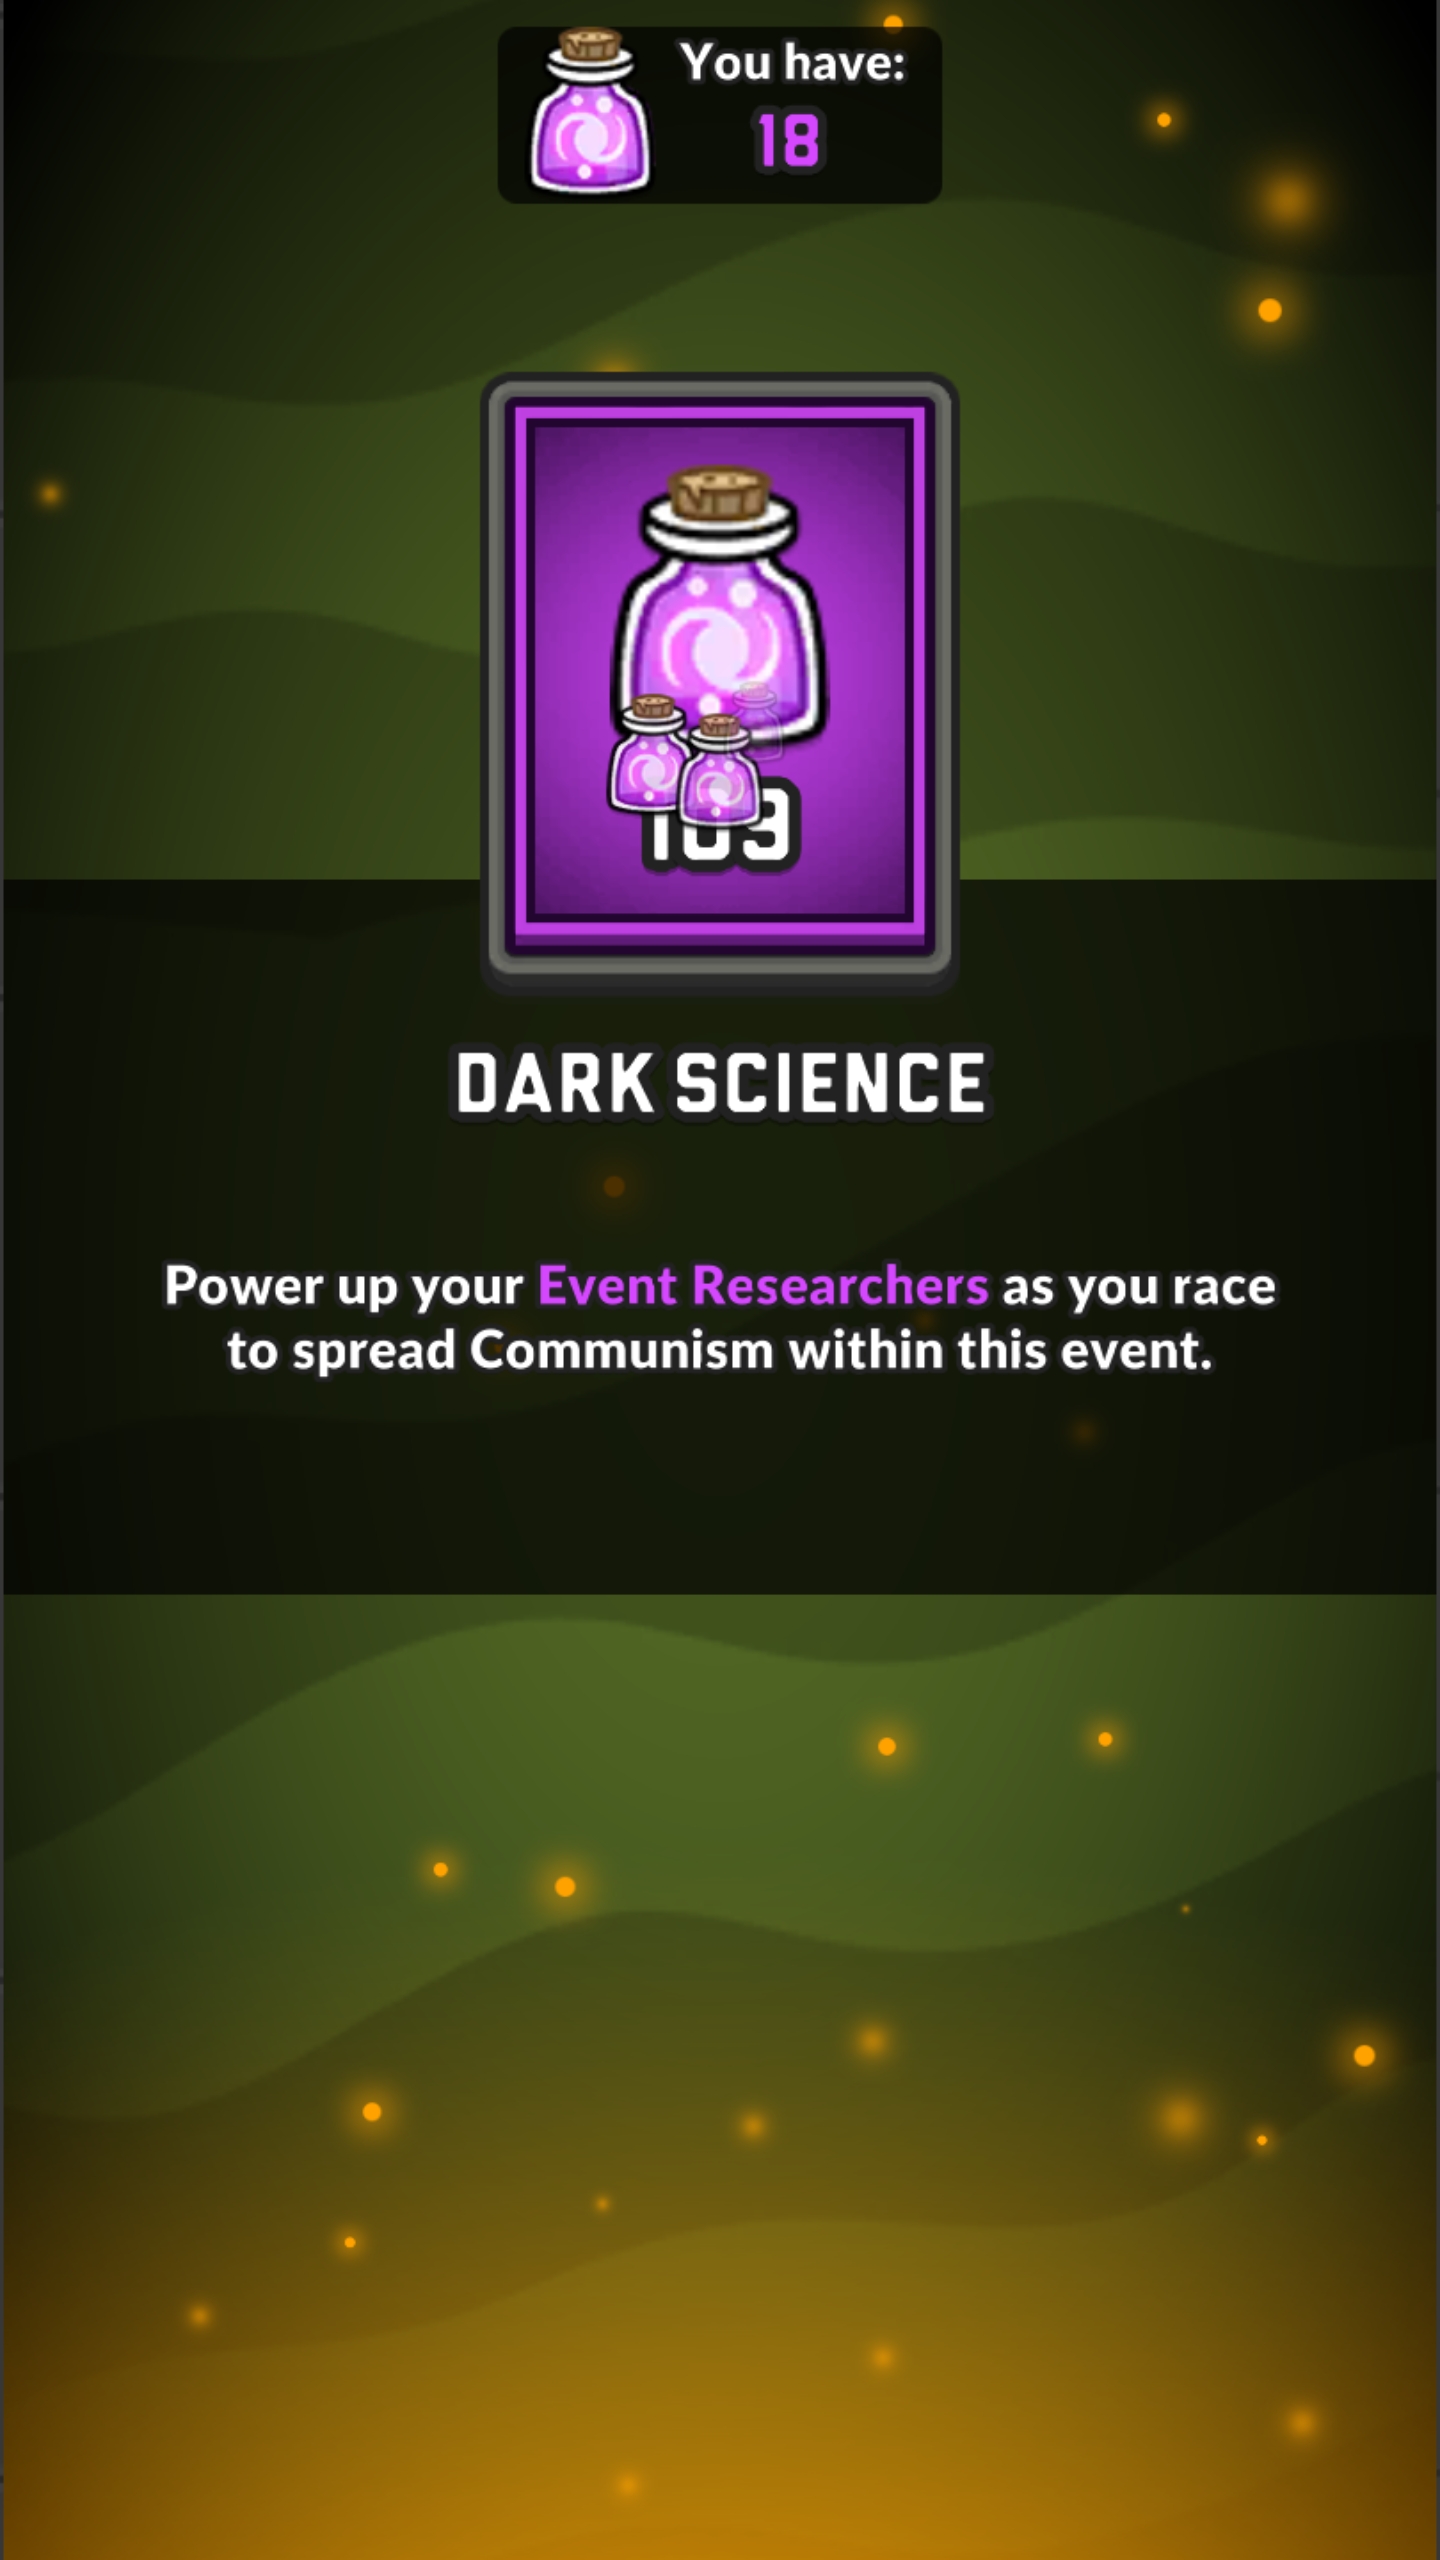 You have:
18
DARK SCIENCE
Power up your Event Researchers as you race
to spread Communism within this event.